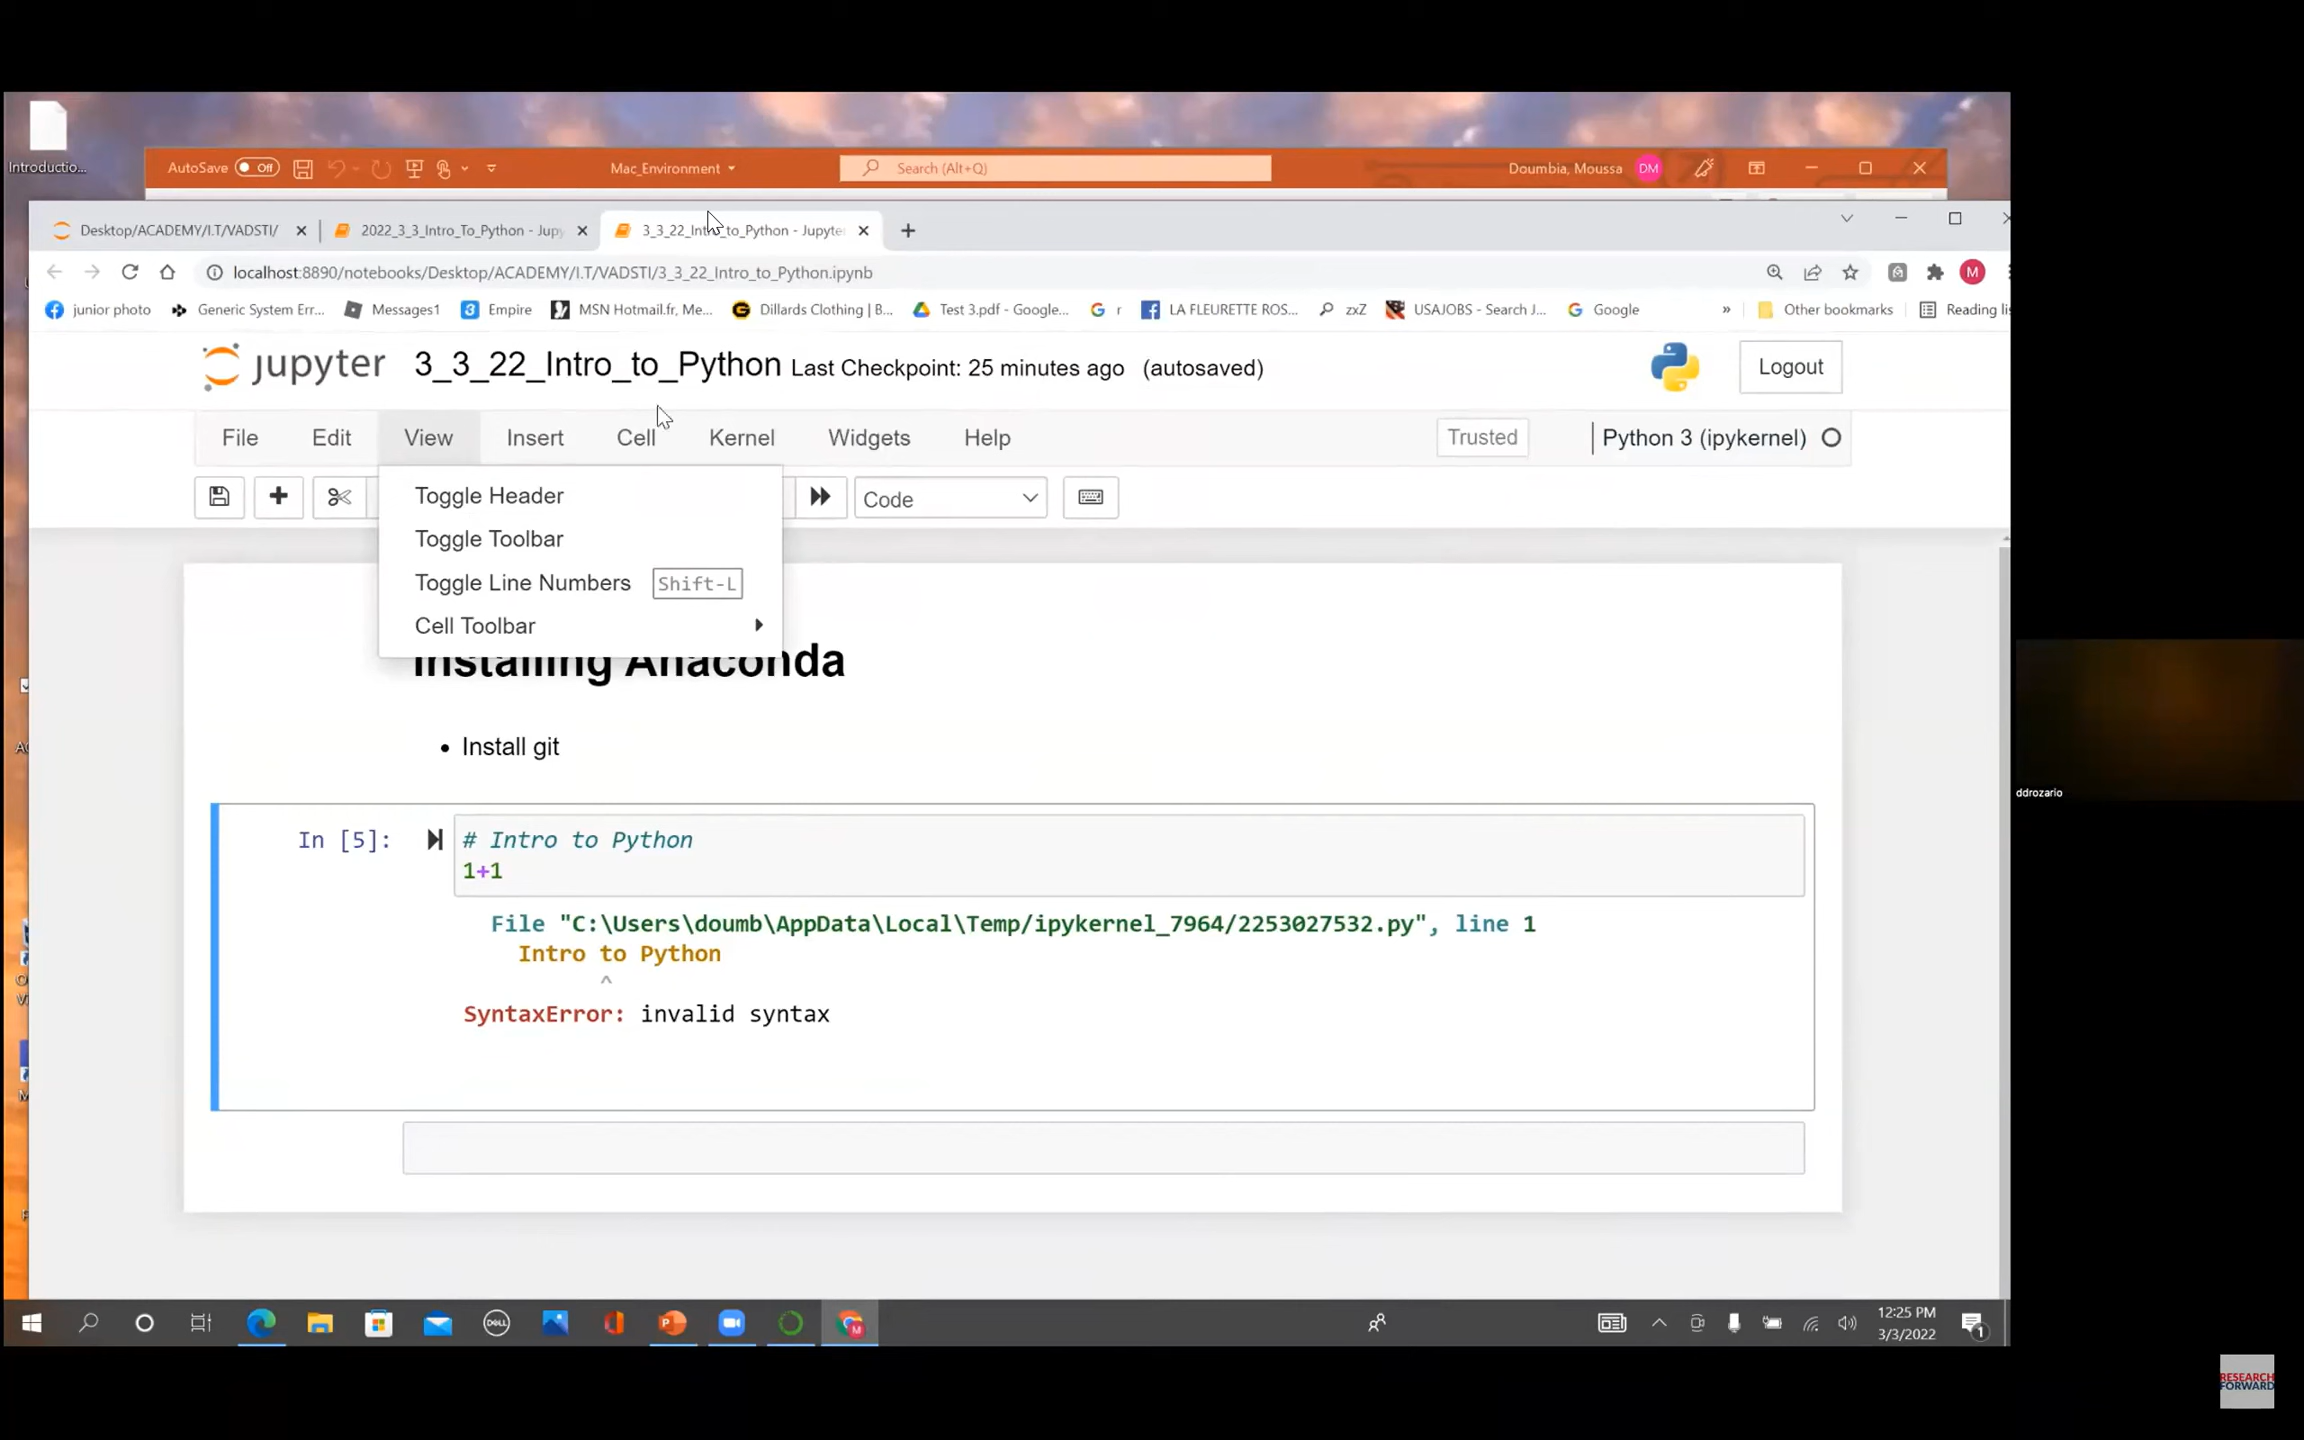 Introductio...
AutoSave Off
Mac_Environment
Search (Alt+Q)
Doumbia, Moussa DM
Desktop/ACADEMY/I.T/VADSTI/
2022_3_3_Intro_To_Python - Jupy
3_3_22_Intro_to_Python - Jupyte
localhost:8890/notebooks/Desktop/ACADEMY/I.T/VADSTI/3_3_22_Intro_to_Python.ipynb
M
junior photo
Generic System Err...
Messages1
Empire
MSN Hotmail.fr, Me...
Dillards Clothing | B...
Test 3.pdf - Google...
r
LA FLEURETTE ROS...
zxZ
USAJOBS - Search J...
Google
»
Other bookmarks
Reading li
jupyter 3_3_22_Intro_to_Python Last Checkpoint: 25 minutes ago (autosaved)
Logout
File Edit View Insert Cell Kernel Widgets Help
Trusted
Python 3 (ipykernel)
Code
Toggle Header
Toggle Toolbar
Toggle Line Numbers Shift-L
Cell Toolbar
Installing Anaconda
• Install git
In [5]:
# Intro to Python
1+1
File "C:\Users\doumb\AppData\Local\Temp/ipykernel_7964/2253027532.py", line 1
Intro to Python
^
SyntaxError: invalid syntax
ddrozario
DELL
12:25 PM
3/3/2022
1
RESEARCH
FORWARD